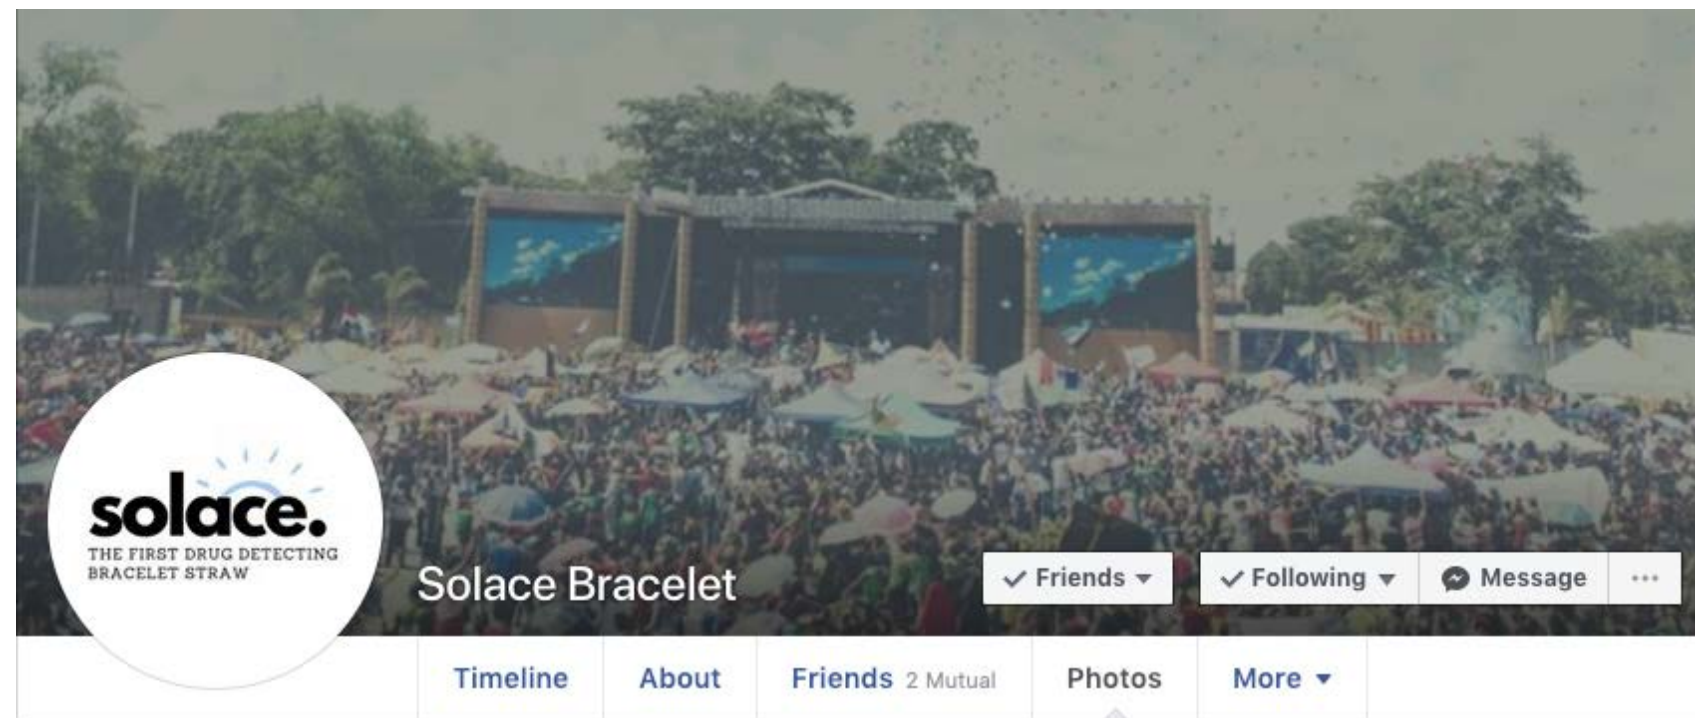 solace.
THE FIRST DRUG DETECTING
BRACELET STRAW
Solace Bracelet
Friends
Following
Message
Timeline
About
Friends 2 Mutual
Photos
More